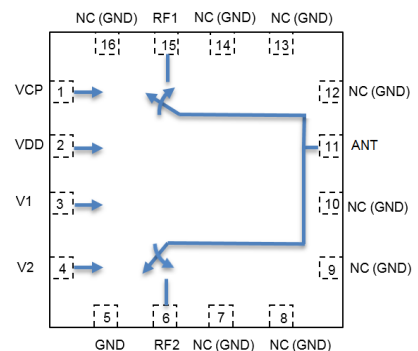 NC (GND) RF1 NC (GND) NC (GND)
16 15 14 13
VCP 1 12 NC (GND)
VDD 2 11 ANT
V1 3 10 NC (GND)
V2 4 9 NC (GND)
5 6 7 8
GND RF2 NC (GND) NC (GND)